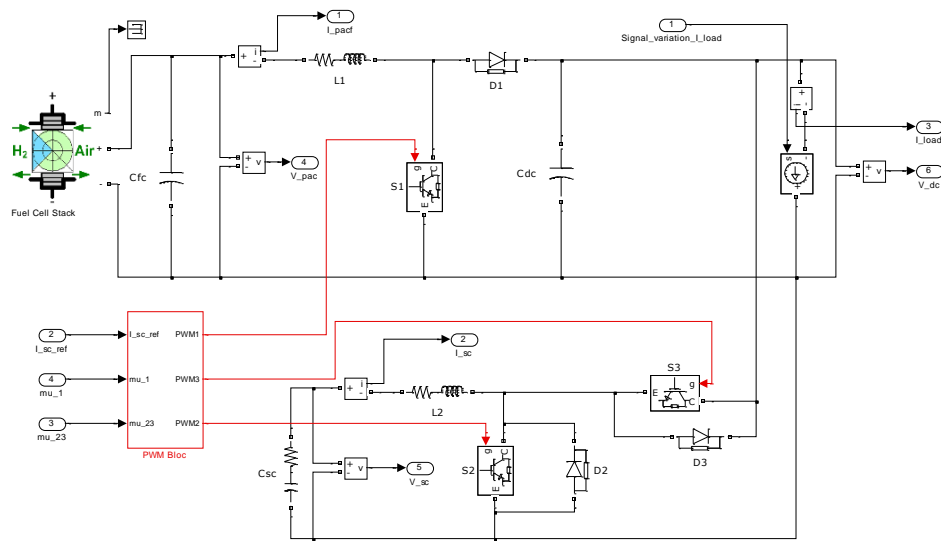 1
I_pacf
1
Signal_variation_I_load
+
i
-
L1
D1
m
+
H₂
Air
+
-
-
Fuel Cell Stack
Cfc
+
-
v
4
V_pac
g
C
S1
E
Cdc
+
i
-
3
I_load
s
-
+
+
-
v
6
V_dc
2
I_sc_ref
I_sc_ref
PWM1
4
mu_1
mu_1
PWM3
3
mu_23
mu_23
PWM2
PWM Bloc
2
I_sc
+
i
-
L2
S3
g
E
C
D3
Csc
+
-
v
5
V_sc
g
C
S2
E
D2